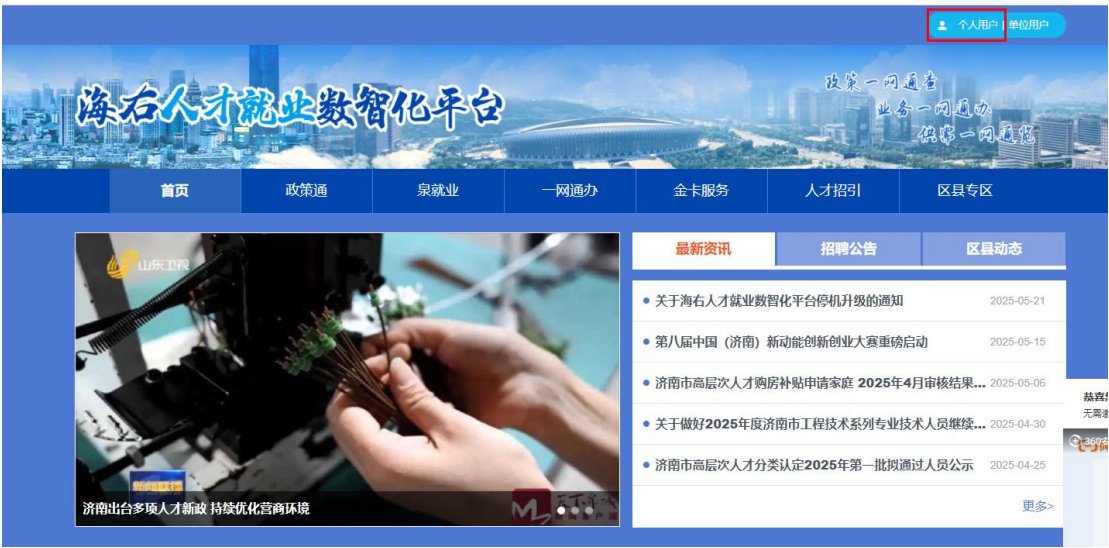 个人用户 | 单位用户
海右人才就业数智化平台
政策一网通查
业务一网通办
供需一网通览
首页 政策通 泉就业 一网通办 金卡服务 人才招引 区县专区
山东卫视
新闻联播
济南出台多项人才新政 持续优化营商环境
最新资讯 招聘公告 区县动态
关于海右人才就业数智化平台停机升级的通知 2025-05-21
第八届中国（济南）新动能创新创业大赛重磅启动 2025-05-15
济南市高层次人才购房补贴申请家庭 2025年4月审核结果... 2025-05-06
关于做好2025年度济南市工程技术系列专业技术人员继续... 2025-04-30
济南市高层次人才分类认定2025年第一批拟通过人员公示 2025-04-25
更多>
恭喜
无需
360